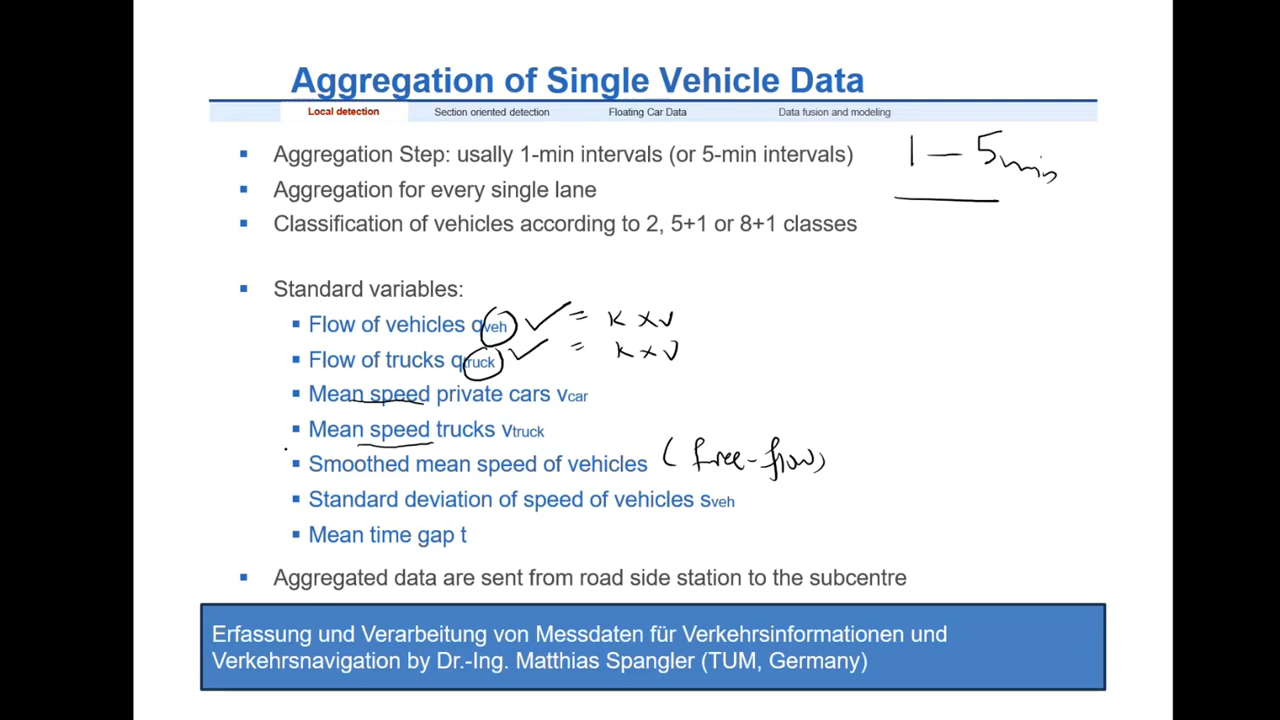 Aggregation of Single Vehicle Data
Local detection Section oriented detection Floating Car Data Data fusion and modeling
▪ Aggregation Step: usally 1-min intervals (or 5-min intervals) 1 — 5min
▪ Aggregation for every single lane
▪ Classification of vehicles according to 2, 5+1 or 8+1 classes
▪ Standard variables:
▪ Flow of vehicles qveh ✓ = K x v
▪ Flow of trucks qtruck ✓ = K x v
▪ Mean speed private cars vcar
▪ Mean speed trucks vtruck
▪ Smoothed mean speed of vehicles (free-flow)
▪ Standard deviation of speed of vehicles sveh
▪ Mean time gap t
▪ Aggregated data are sent from road side station to the subcentre
Erfassung und Verarbeitung von Messdaten für Verkehrsinformationen und
Verkehrsnavigation by Dr.-Ing. Matthias Spangler (TUM, Germany)